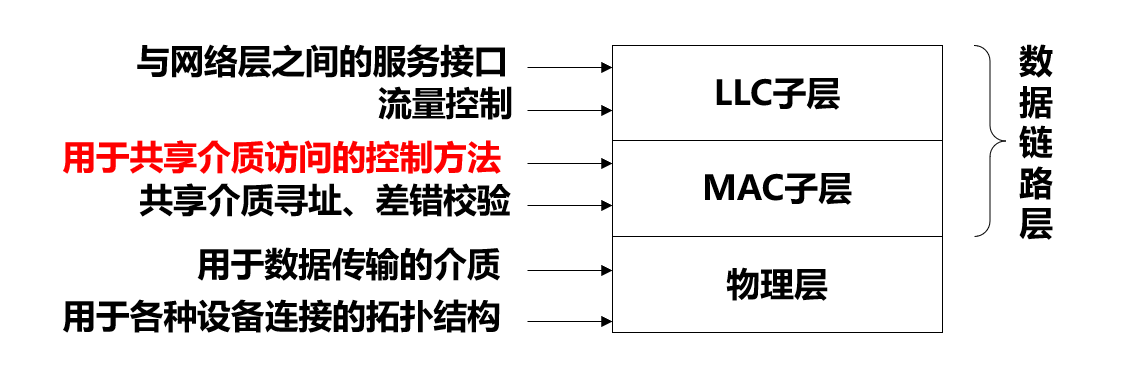 与网络层之间的服务接口
流量控制
用于共享介质访问的控制方法
共享介质寻址、差错校验
用于数据传输的介质
用于各种设备连接的拓扑结构
LLC子层
MAC子层
物理层
数据链路层